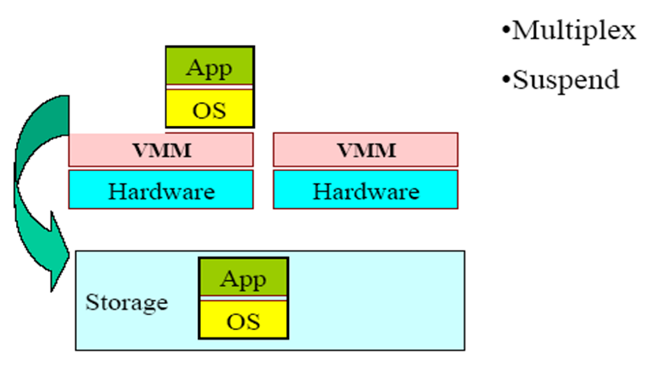 •Multiplex
•Suspend
App
OS
VMM
VMM
Hardware
Hardware
App
Storage
OS